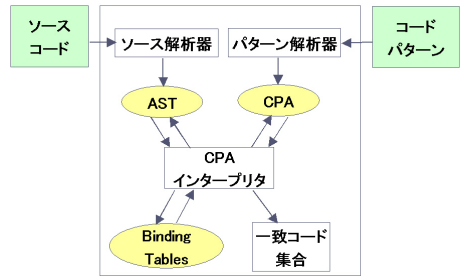 ソース
コード
ソース解析器
パターン解析器
コード
パターン
AST
CPA
CPA
インタープリタ
Binding
Tables
一致コード
集合